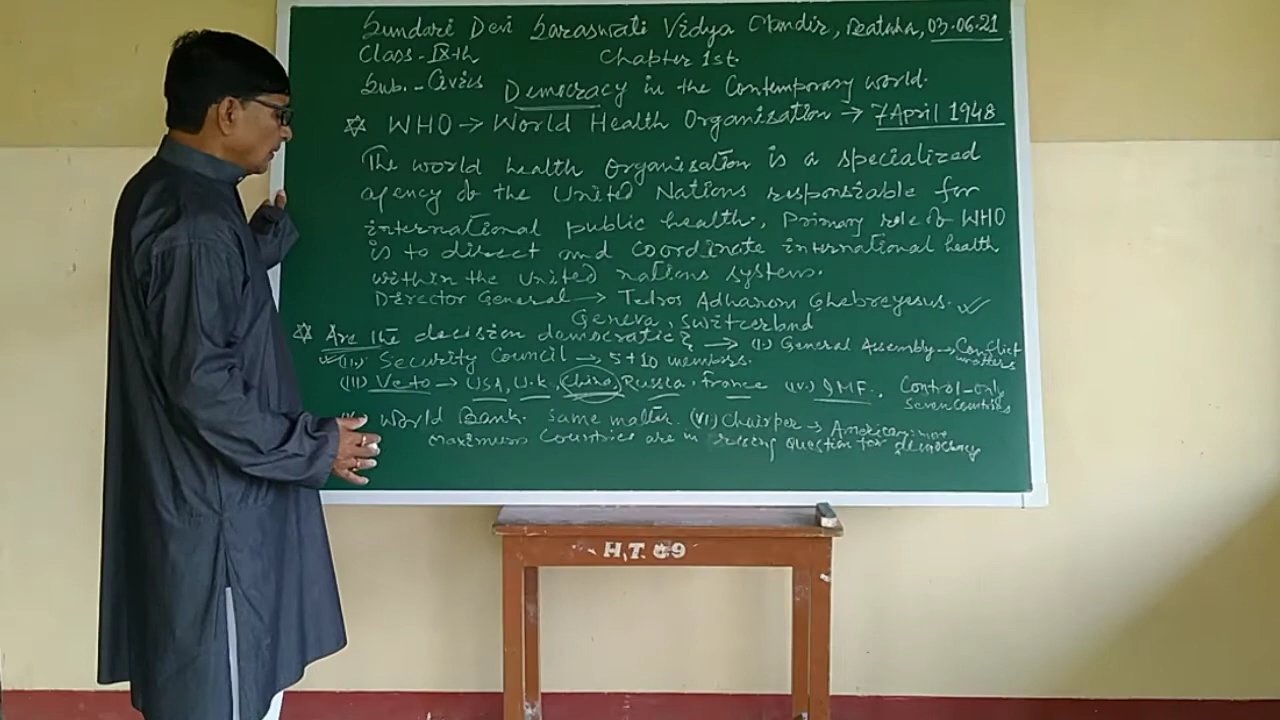 Sundari Devi Saraswati Vidya Mandir, 03.06.21
Class-IXth Chapter 1st.
Sub. - Civics Democracy in the Contemporary world.
WHO → World Health Organisation → 7 April 1948
The world health Organisation is a specialized
agency of the United Nations responsiable for
international public health. Primary role of WHO
is to direct and coordinate international health
within the United nations system.
Director General → Tedros Adhanom Ghebreyesus.
Geneva, Switzerland
Are the decision democratic? → (I.) General Assembly → Conflict matters
(II.) Security Council → 5+10 members.
(III) Veto → USA, U.K, China, Russia, France (IV.) IMF. Control-only seven countries
World Bank. Same matter. (VI.) Chairper → American
maximum Countries are in raising question for democracy
H.T. 09